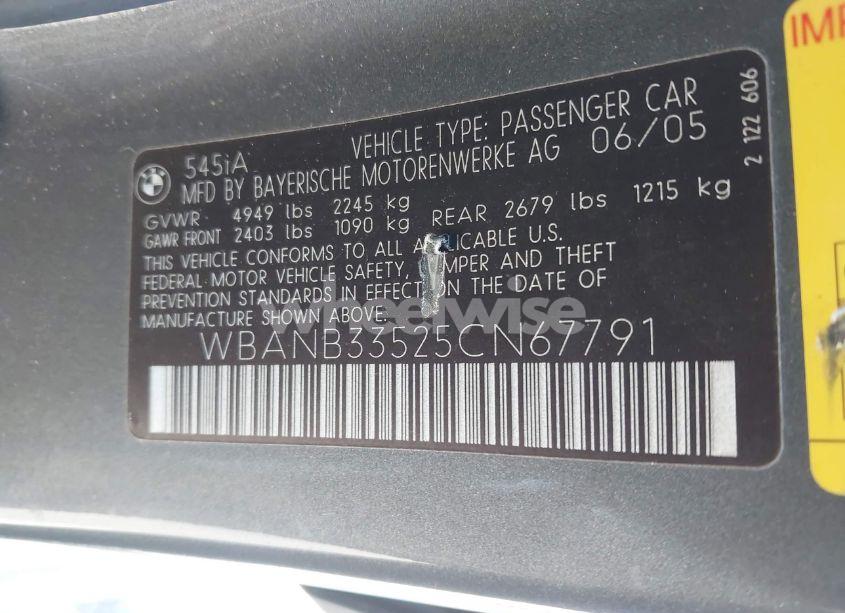 545iA VEHICLE TYPE: PASSENGER CAR
MFD BY BAYERISCHE MOTORENWERKE AG 06/05
GVWR 4949 lbs 2245 kg
GAWR FRONT 2403 lbs 1090 kg REAR 2679 lbs 1215 kg
THIS VEHICLE CONFORMS TO ALL APPLICABLE U.S.
FEDERAL MOTOR VEHICLE SAFETY, MPER AND THEFT
PREVENTION STANDARDS IN EFFECT ON THE DATE OF
MANUFACTURE SHOWN ABOVE:
WBANB33525CN67791
2 122 606
IMP
wheelwise